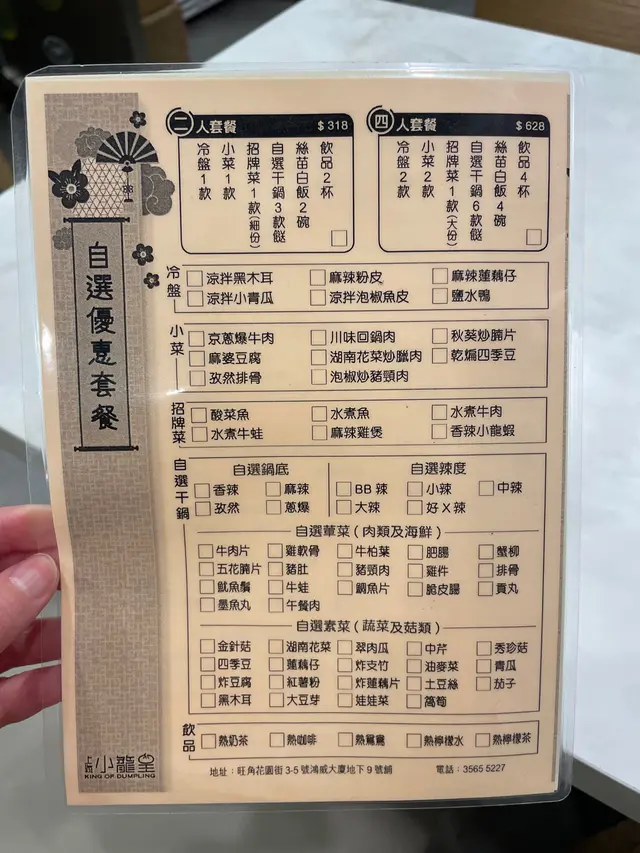 自選優惠套餐
二人套餐 $318
冷盤1款
小菜1款
招牌菜1款(細份)
自選干鍋3款餸
絲苗白飯2碗
飲品2杯
四人套餐 $628
冷盤2款
小菜2款
招牌菜1款(大份)
自選干鍋6款餸
絲苗白飯4碗
飲品4杯
冷盤
涼拌黑木耳 麻辣粉皮 麻辣蓮藕仔
涼拌小青瓜 涼拌泡椒魚皮 鹽水鴨
小菜
京蔥爆牛肉 川味回鍋肉 秋葵炒腩片
麻婆豆腐 湖南花菜炒臘肉 乾煸四季豆
孜然排骨 泡椒炒豬頸肉
招牌菜
酸菜魚 水煮魚 水煮牛肉
水煮牛蛙 麻辣雞煲 香辣小龍蝦
自選干鍋
自選鍋底 自選辣度
香辣 麻辣 BB辣 小辣 中辣
孜然 蔥爆 大辣 好X辣
自選葷菜(肉類及海鮮)
牛肉片 雞軟骨 牛柏葉 肥腸 蟹柳
五花腩片 豬肚 豬頸肉 雞件 排骨
魷魚鬚 牛蛙 鯛魚片 脆皮腸 貢丸
墨魚丸 午餐肉
自選素菜(蔬菜及菇類)
金針菇 湖南花菜 翠肉瓜 中芹 秀珍菇
四季豆 蓮藕仔 炸支竹 油麥菜 青瓜
炸豆腐 紅薯粉 炸蓮藕片 土豆絲 茄子
黑木耳 大豆芽 娃娃菜 萵筍
飲品
熱奶茶 熱咖啡 熱鴛鴦 熱檸檬水 熱檸檬茶
小龍皇
KING OF DUMPLING
地址：旺角花園街3-5號鴻威大廈地下9號舖 電話：3565 5227